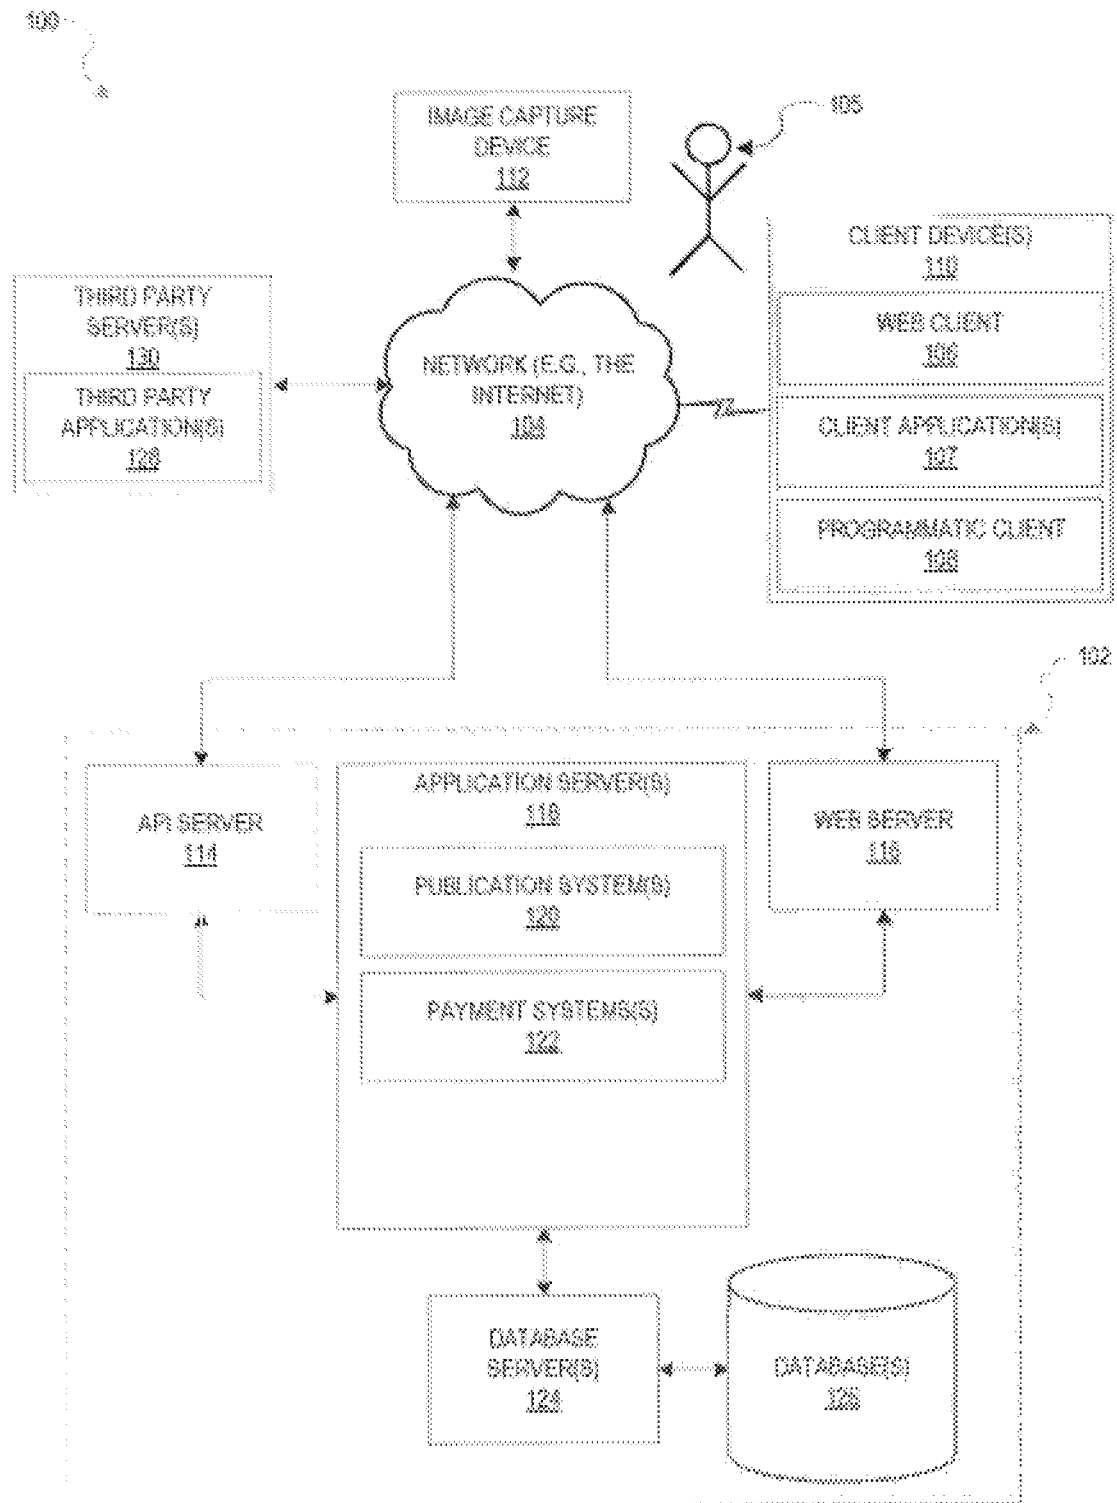 100
IMAGE CAPTURE
DEVICE
112
105
CLIENT DEVICE(S)
110
WEB CLIENT
106
CLIENT APPLICATION(S)
107
PROGRAMMATIC CLIENT
108
THIRD PARTY
SERVER(S)
130
THIRD PARTY
APPLICATION(S)
128
NETWORK (E.G., THE
INTERNET)
104
102
API SERVER
114
APPLICATION SERVER(S)
118
PUBLICATION SYSTEM(S)
120
PAYMENT SYSTEMS(S)
122
WEB SERVER
116
DATABASE
SERVER(S)
124
DATABASE(S)
126